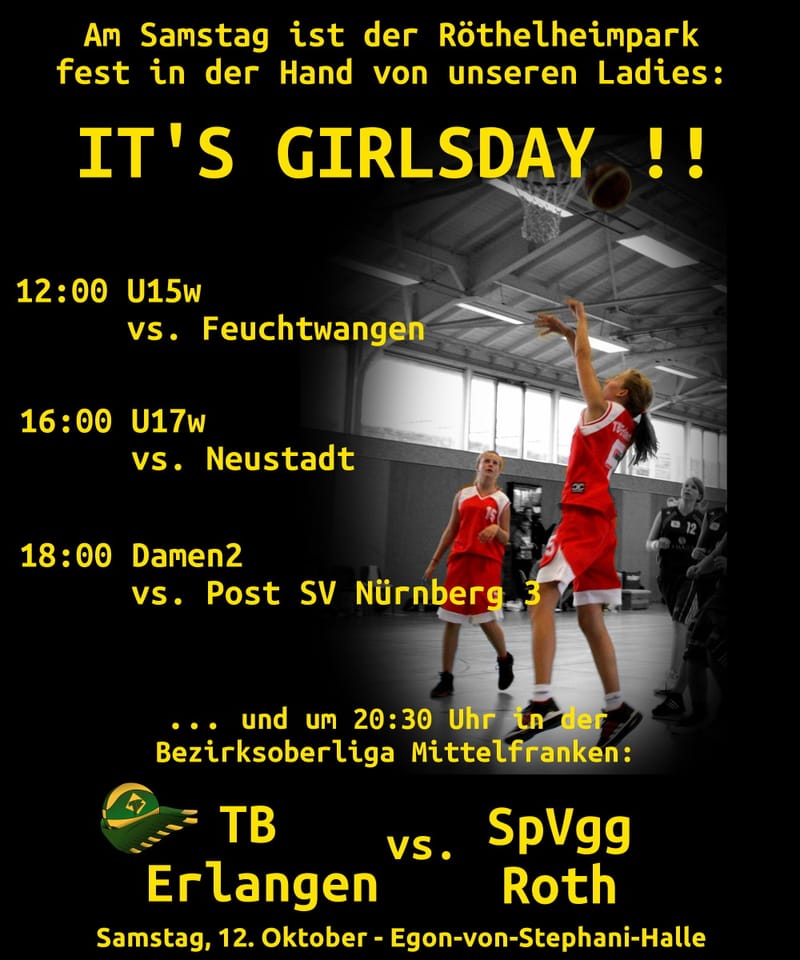 Am Samstag ist der Röthelheimpark
fest in der Hand von unseren Ladies:
IT'S GIRLSDAY !!
12:00 U15w
vs. Feuchtwangen
16:00 U17w
vs. Neustadt
18:00 Damen2
vs. Post SV Nürnberg 3
15
12
... und um 20:30 Uhr in der
Bezirksoberliga Mittelfranken:
TB
Erlangen
vs.
SpVgg
Roth
Samstag, 12. Oktober - Egon-von-Stephani-Halle